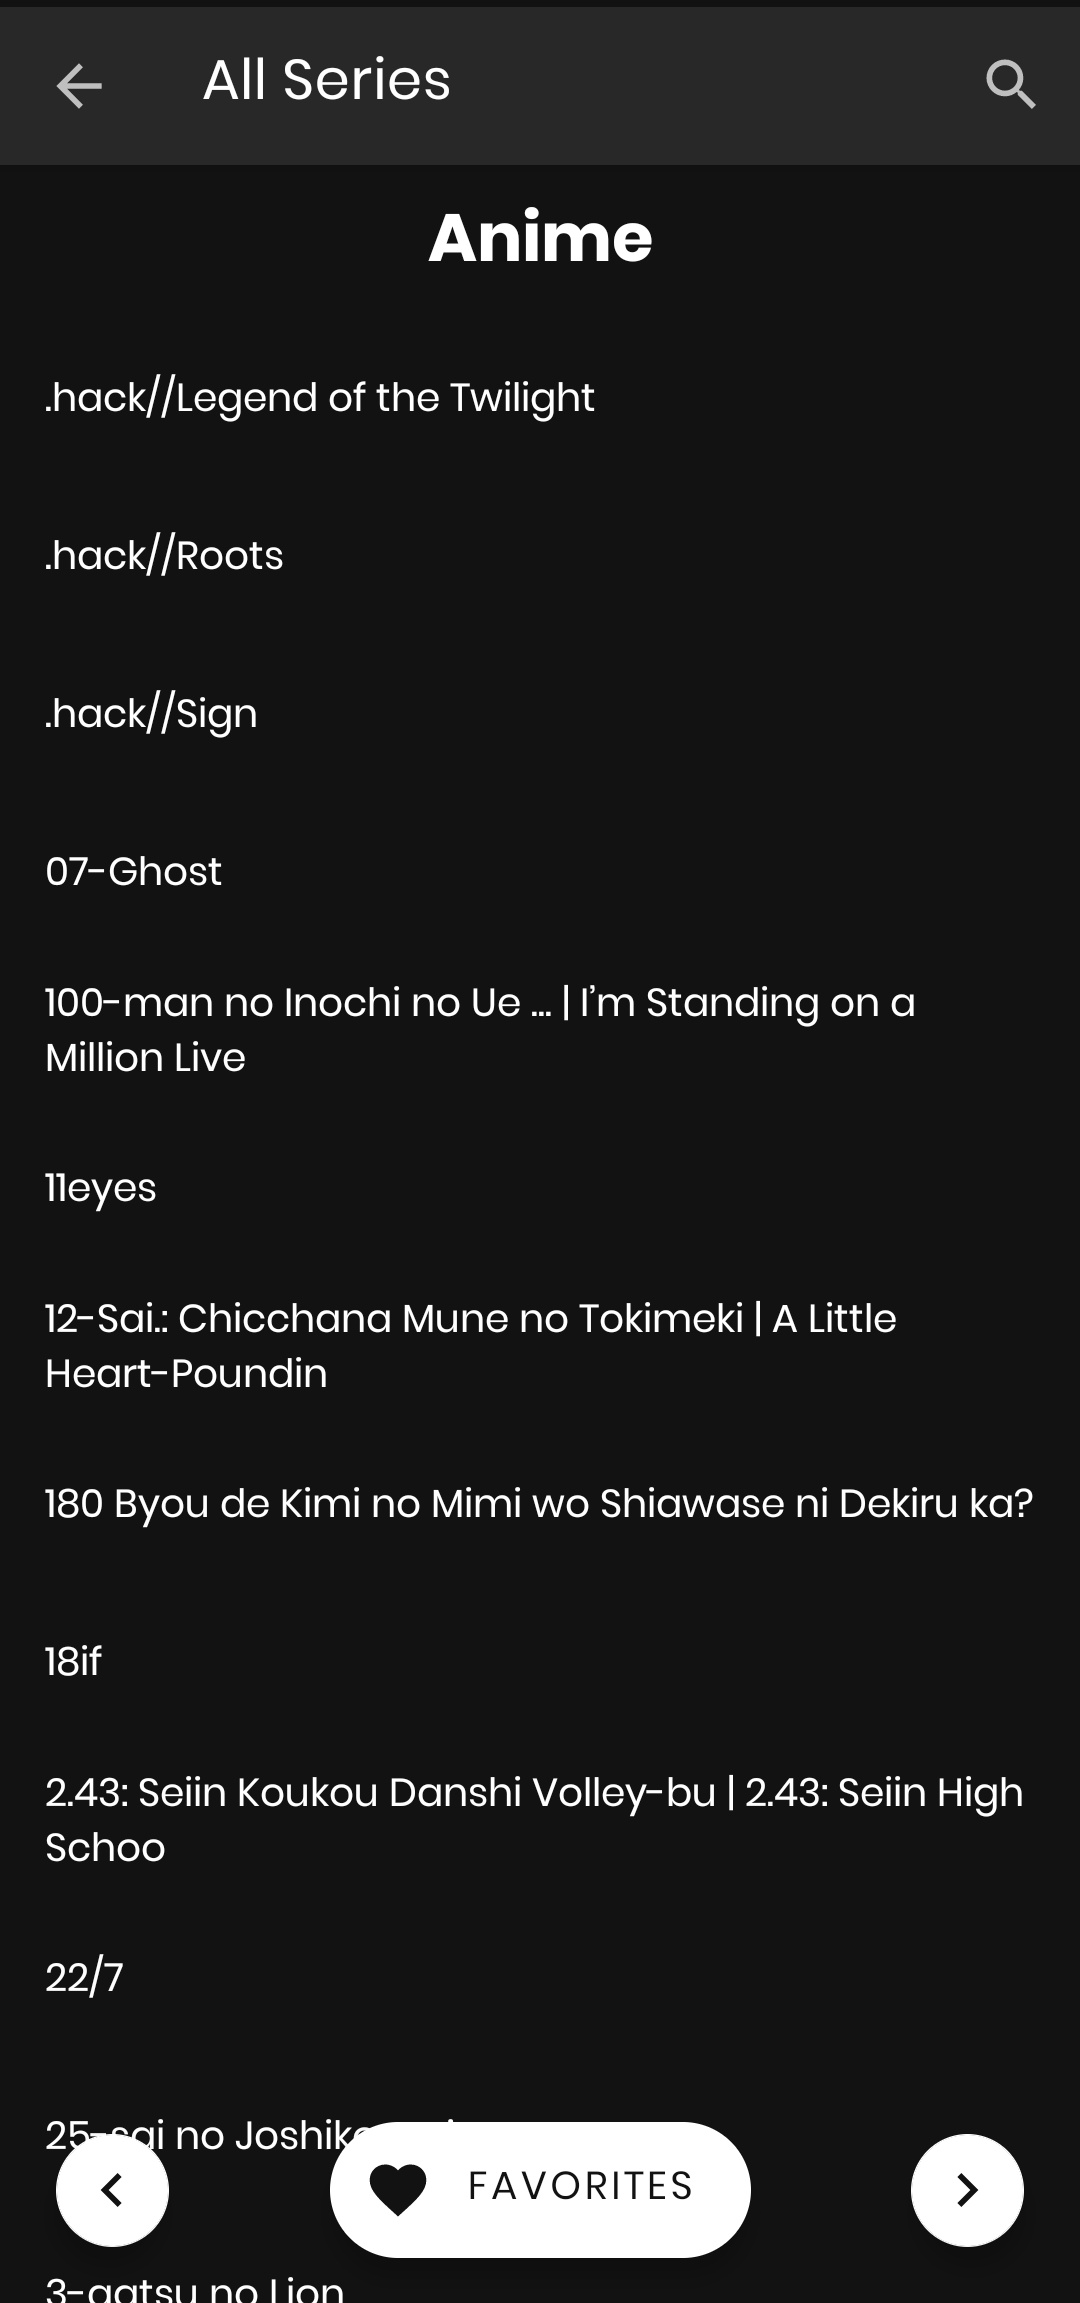 All Series
Anime
.hack//Legend of the Twilight
.hack//Roots
.hack//Sign
07-Ghost
100-man no Inochi no Ue ... | I'm Standing on a
Million Live
11eyes
12-Sai.: Chicchana Mune no Tokimeki | A Little
Heart-Poundin
180 Byou de Kimi no Mimi wo Shiawase ni Dekiru ka?
18if
2.43: Seiin Koukou Danshi Volley-bu | 2.43: Seiin High
Schoo
22/7
25-sai no
FAVORITES
3-gatsu no Lion